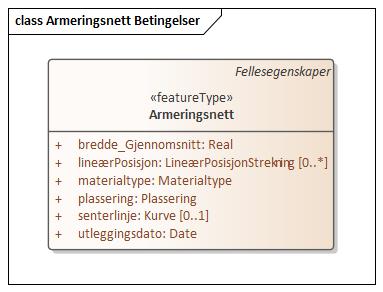 class Armeringsnett Betingelser
Fellesegenskaper
«featureType»
Armeringsnett
+ bredde_Gjennomsnitt: Real
+ lineærPosisjon: LineærPosisjonStrekning [0..*]
+ materialtype: Materialtype
+ plassering: Plassering
+ senterlinje: Kurve [0..1]
+ utleggingsdato: Date